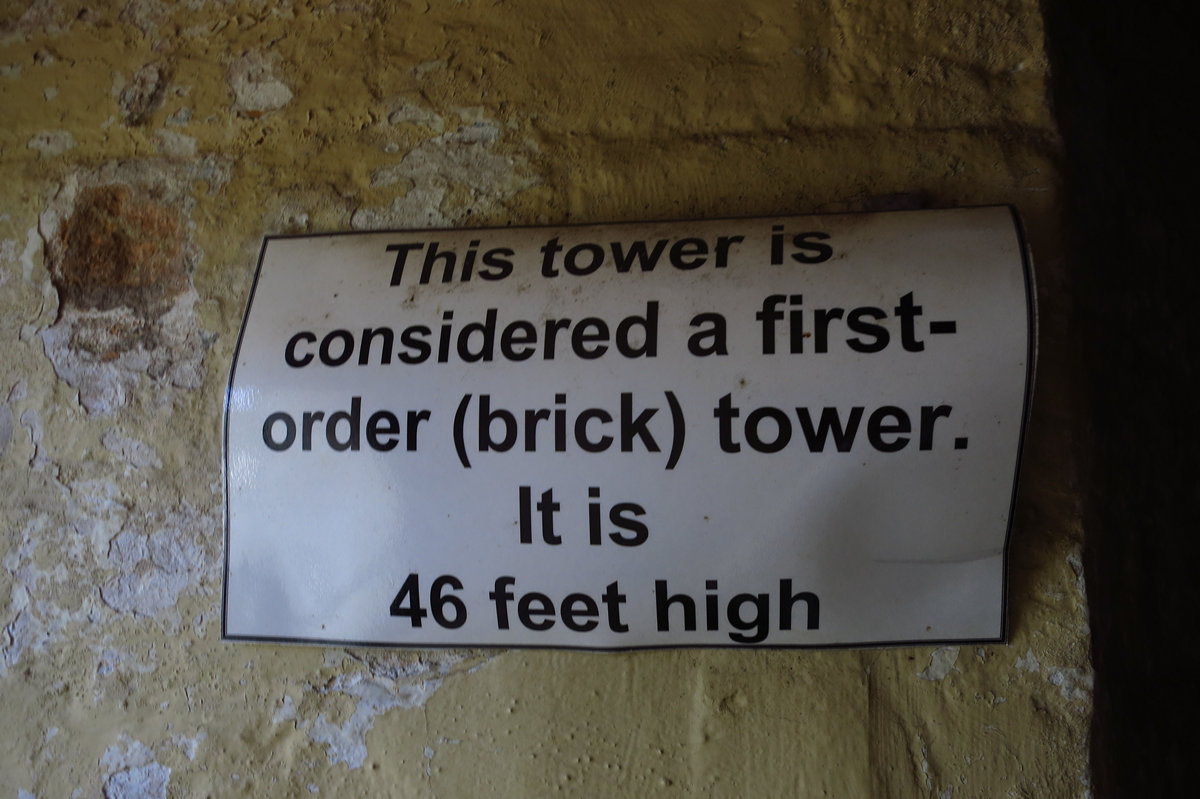 This tower is
considered a first-
order (brick) tower.
It is
46 feet high